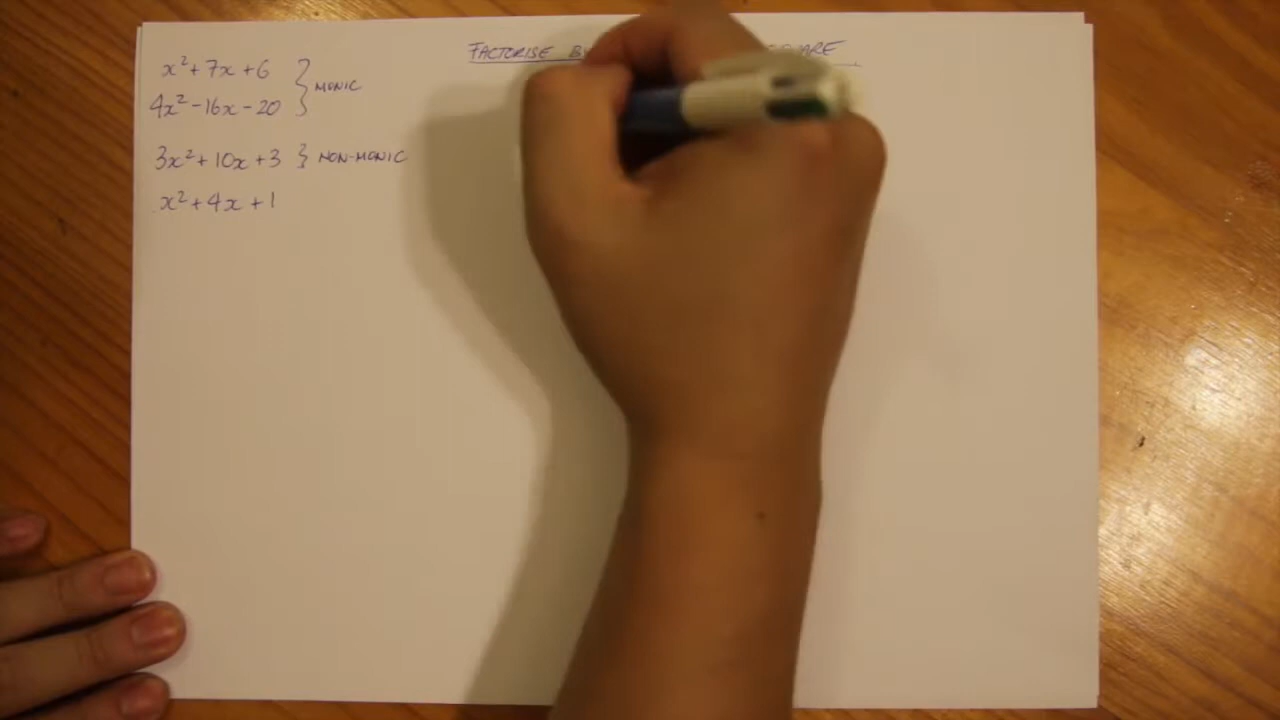 FACTORISE
x² + 7x + 6 } MONIC
4x² - 16x - 20
3x² + 10x + 3 } NON-MONIC
x² + 4x + 1